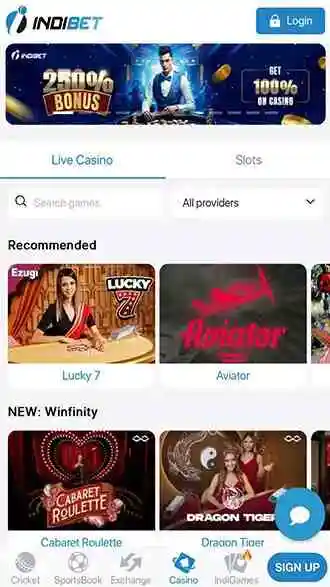 INDIBET
Login
INDIBET
250%
BONUS
GET
100%
ON CASINO
Live Casino
Slots
Search games
All providers
Recommended
Ezugi
LUCKY
7
Aviator
Lucky 7
Aviator
NEW: Winfinity
CABARET
ROULETTE
DRAGON TIGER
Cabaret Roulette
Dragon Tiger
Cricket
SportsBook
Exchange
Casino
IndiGames
SIGN UP